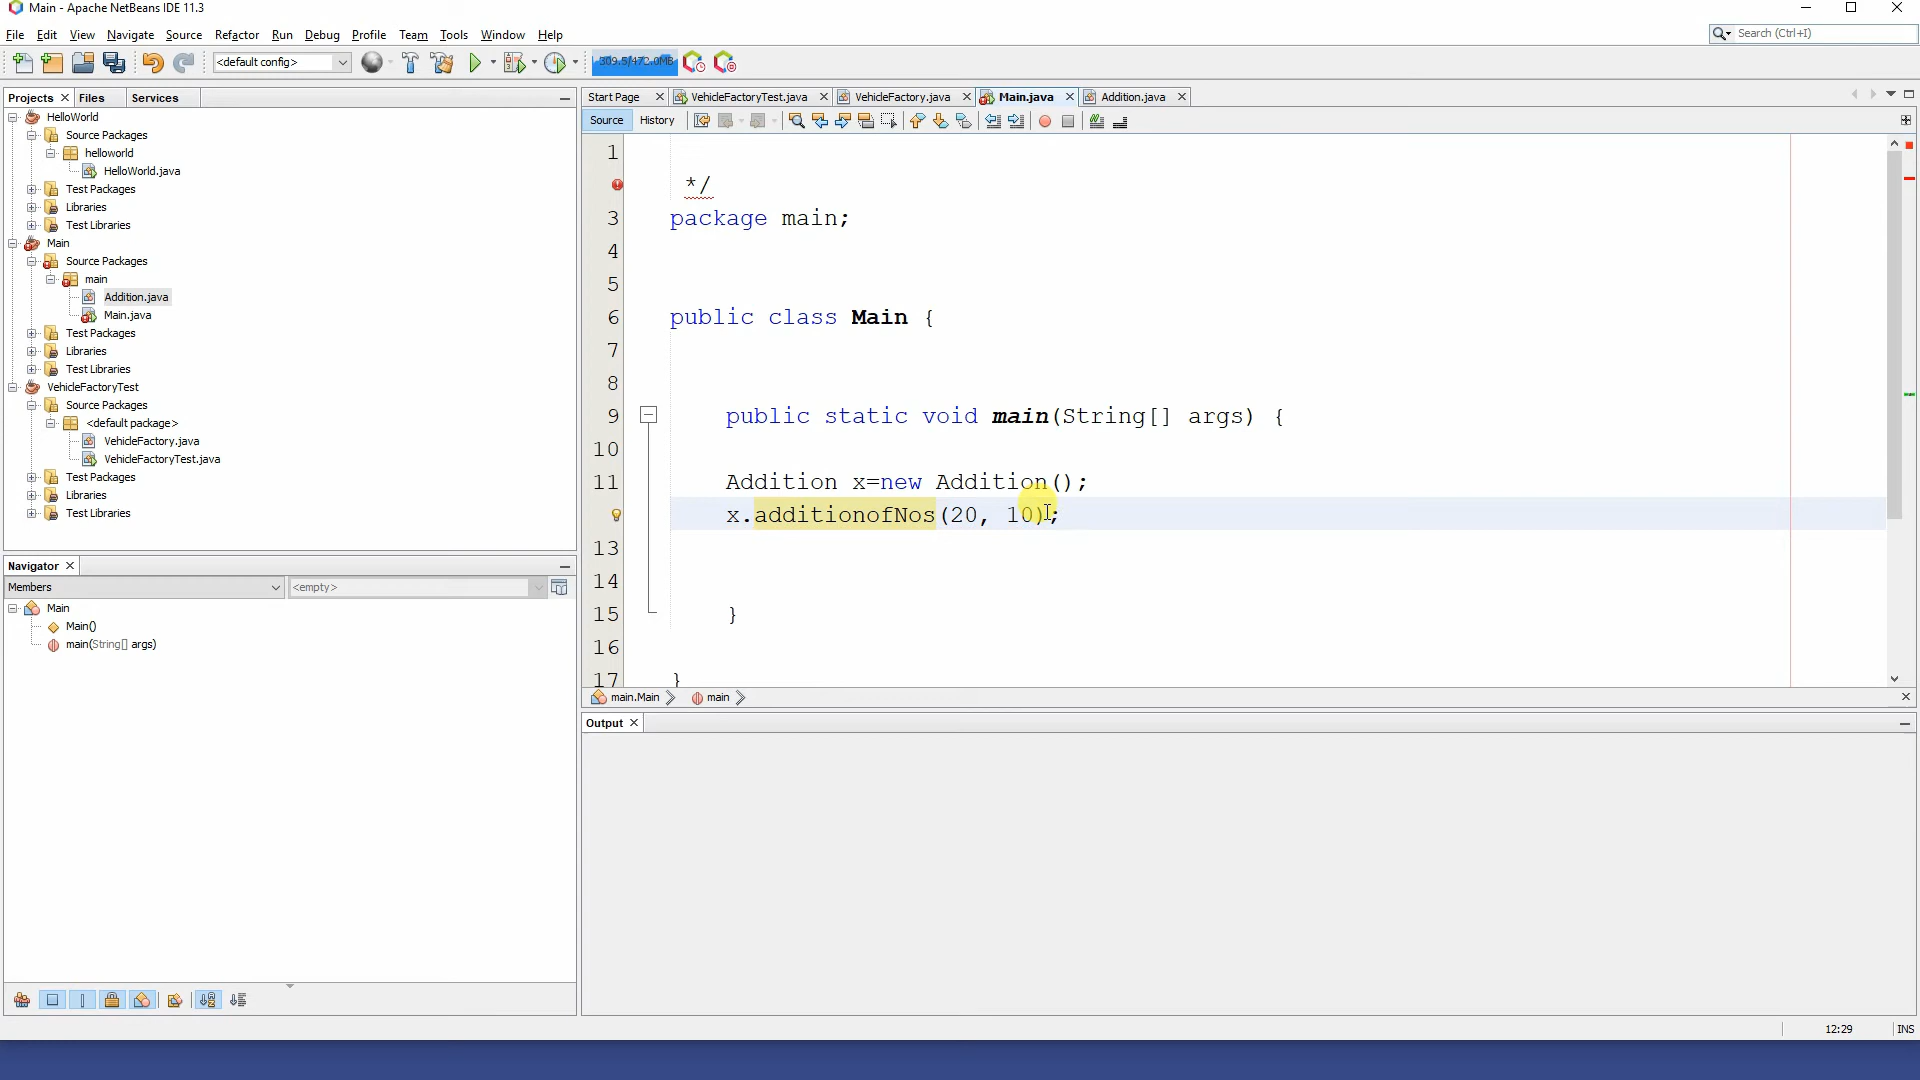 Main - Apache NetBeans IDE 11.3
File Edit View Navigate Source Refactor Run Debug Profile Team Tools Window Help
Search (Ctrl+I)
<default config>
309.5/472.0MB
Projects Files Services
Start Page VehicleFactoryTest.java VehicleFactory.java Main.java Addition.java
Source History
HelloWorld
Source Packages
helloworld
HelloWorld.java
Test Packages
Libraries
Test Libraries
Main
Source Packages
main
Addition.java
Main.java
Test Packages
Libraries
Test Libraries
VehicleFactoryTest
Source Packages
<default package>
VehicleFactory.java
VehicleFactoryTest.java
Test Packages
Libraries
Test Libraries
1
*/
3 package main;
4
5
6 public class Main {
7
8
9 public static void main(String[] args) {
10
11 Addition x=new Addition();
x.additionofNos(20, 10);
13
14
15 }
16
17 }
main.Main main
Navigator
Members <empty>
Main
Main()
main(String[] args)
Output
12:29 INS